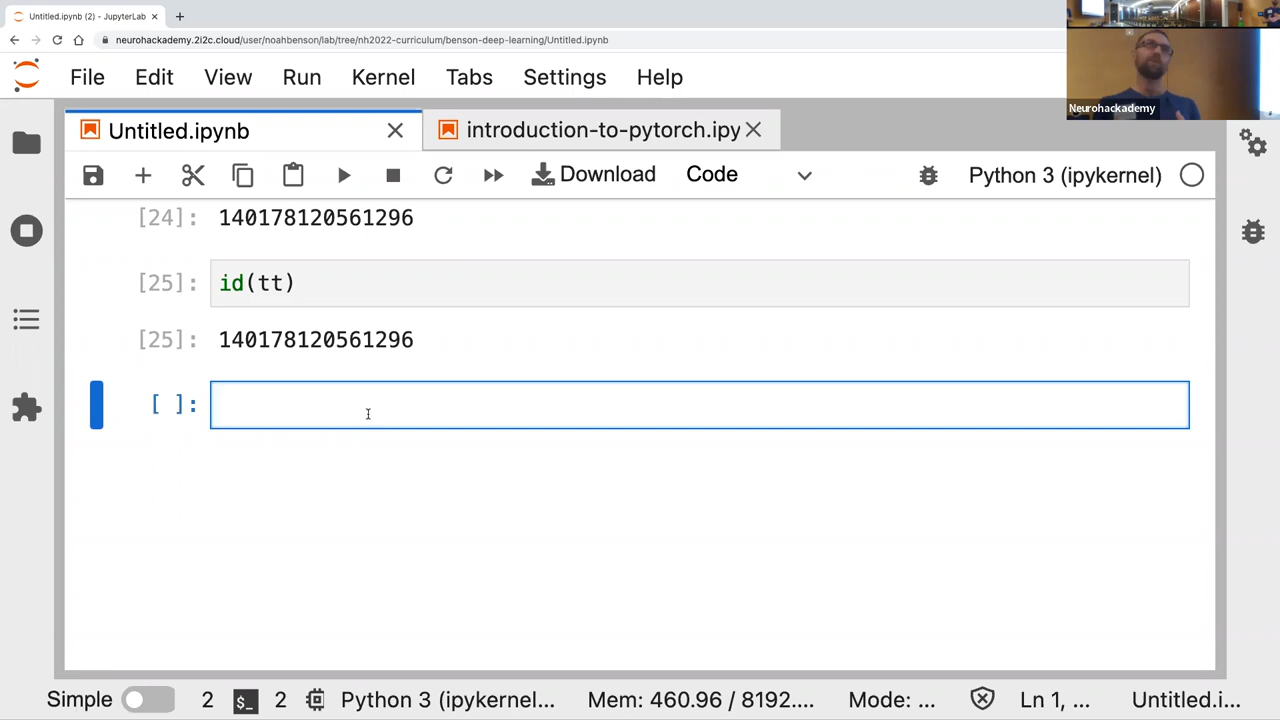 Untitled.ipynb (2) - JupyterLab
neurohackademy.2i2c.cloud/user/noahbenson/lab/tree/nh2022-curriculum/benson-deep-learning/Untitled.ipynb
File Edit View Run Kernel Tabs Settings Help
Neurohackademy
Untitled.ipynb
introduction-to-pytorch.ipy
Download Code Python 3 (ipykernel)
[24]: 140178120561296
[25]: id(tt)
[25]: 140178120561296
[ ]:
Simple 2 $_ 2 Python 3 (ipykernel... Mem: 460.96 / 8192.... Mode: ... Ln 1, ... Untitled.i...